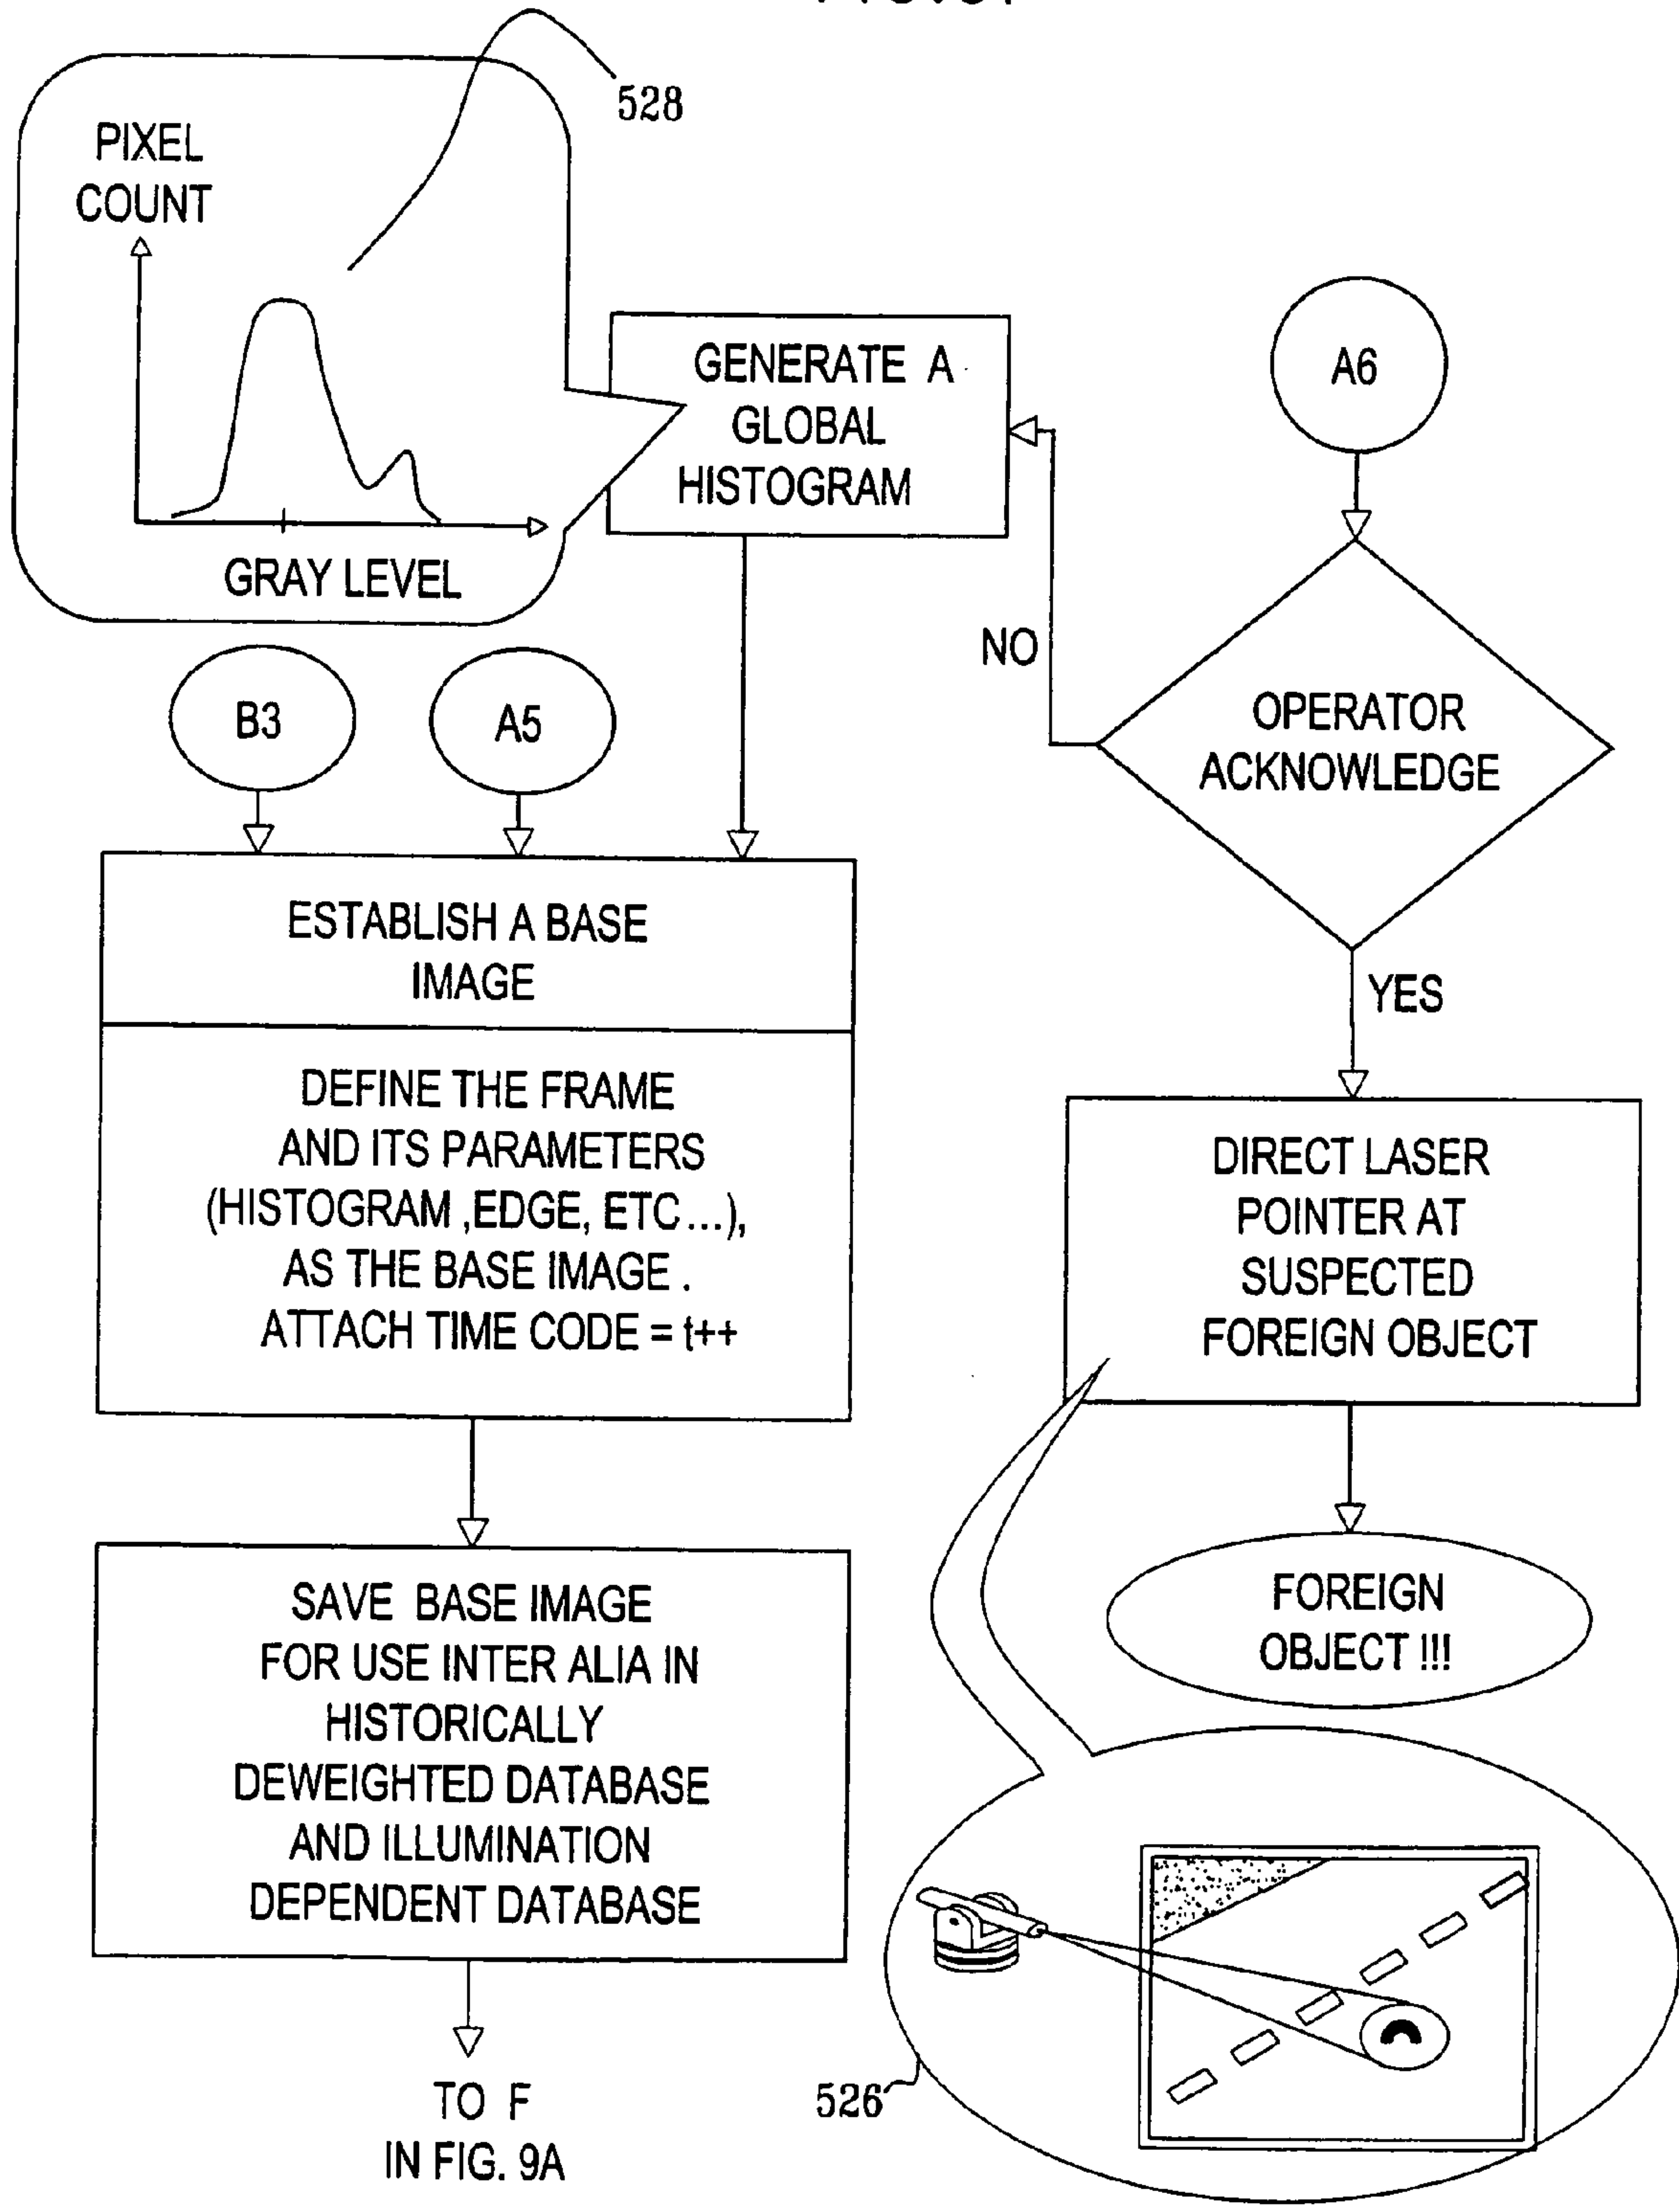 528
PIXEL
COUNT
GRAY LEVEL
GENERATE A
GLOBAL
HISTOGRAM
A6
NO
OPERATOR
ACKNOWLEDGE
YES
B3
A5
ESTABLISH A BASE
IMAGE
DEFINE THE FRAME
AND ITS PARAMETERS
(HISTOGRAM ,EDGE, ETC ...),
AS THE BASE IMAGE .
ATTACH TIME CODE = t++
DIRECT LASER
POINTER AT
SUSPECTED
FOREIGN OBJECT
SAVE BASE IMAGE
FOR USE INTER ALIA IN
HISTORICALLY
DEWEIGHTED DATABASE
AND ILLUMINATION
DEPENDENT DATABASE
FOREIGN
OBJECT !!!
526
TO F
IN FIG. 9A